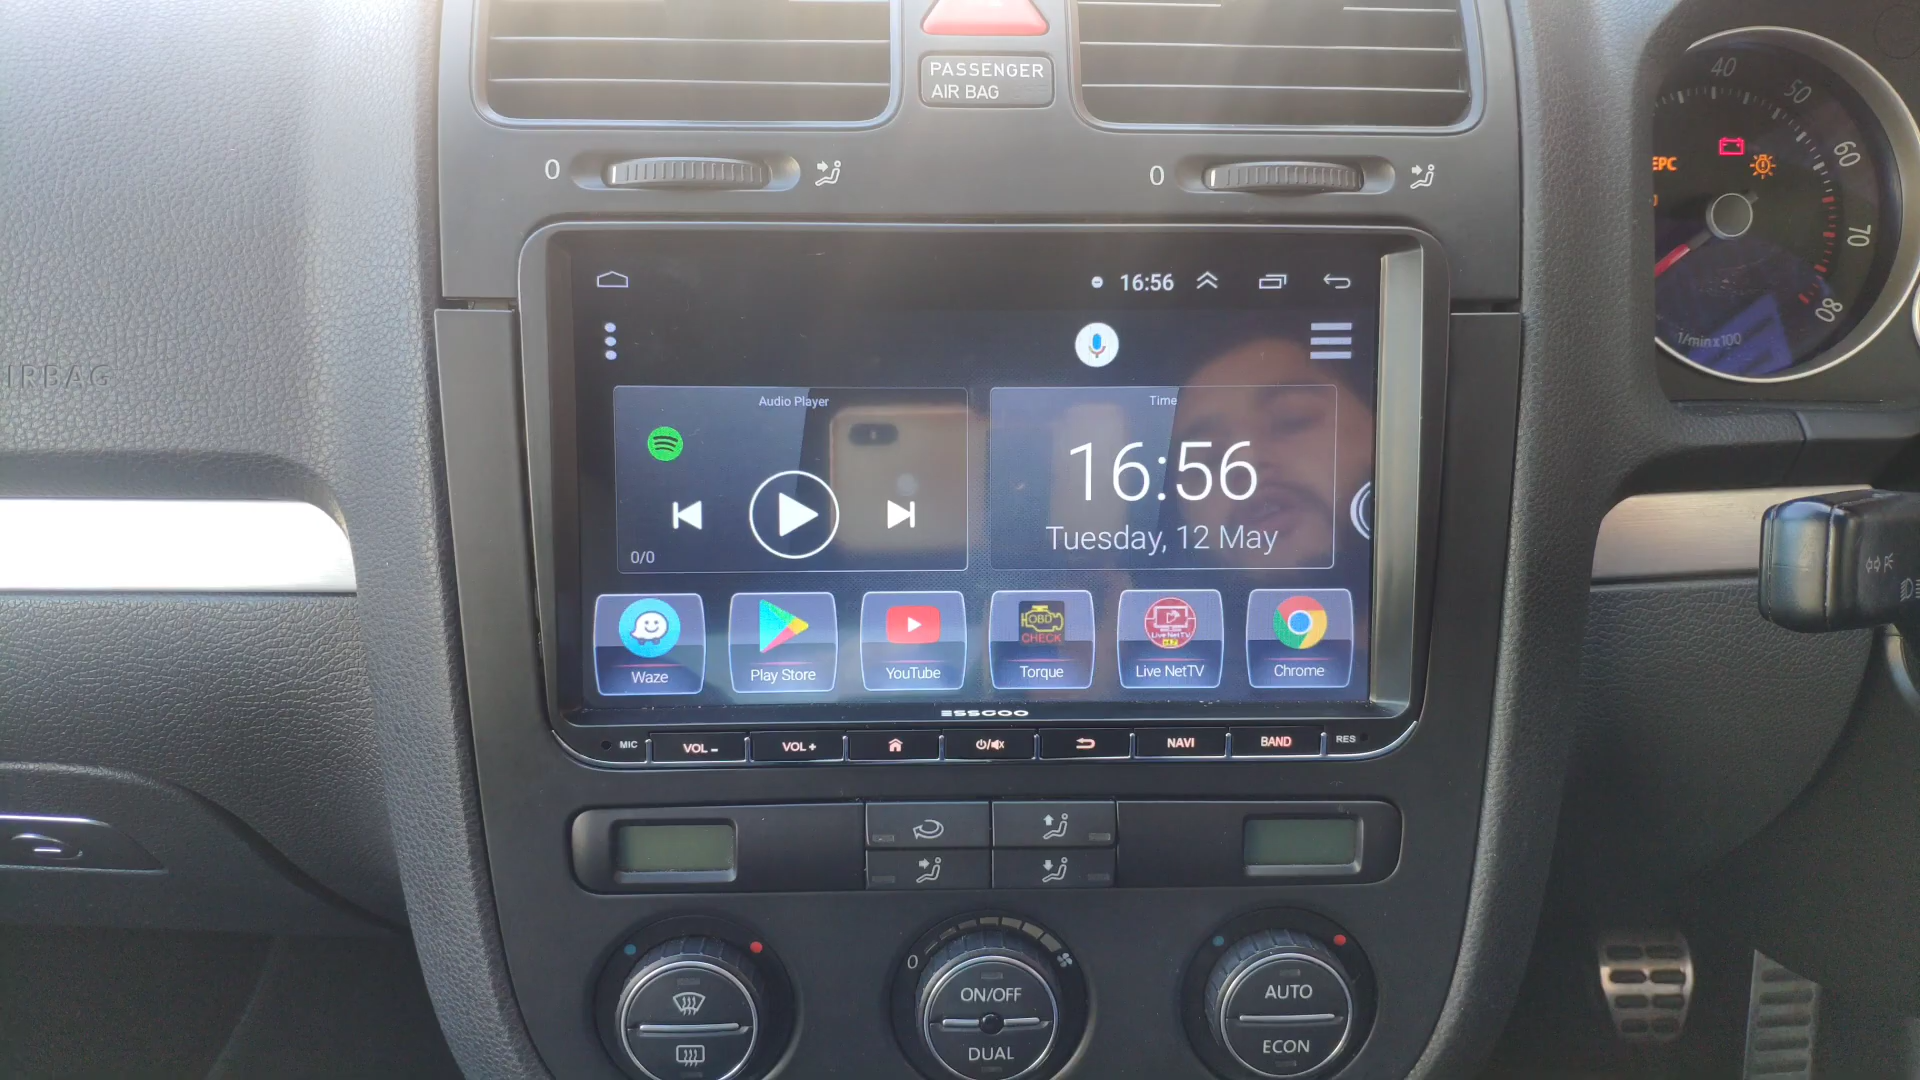 PASSENGER
AIR BAG
0
0
40
50
60
70
80
EPC
1/min x 100
IRBAG
16:56
Audio Player
0/0
Time
16:56
Tuesday, 12 May
Waze
Play Store
YouTube
OBD
CHECK
Torque
Live NetTV
Live NetTV
Chrome
ESSGOO
MIC
VOL -
VOL +
NAVI
BAND
RES
0
ON/OFF
DUAL
AUTO
ECON